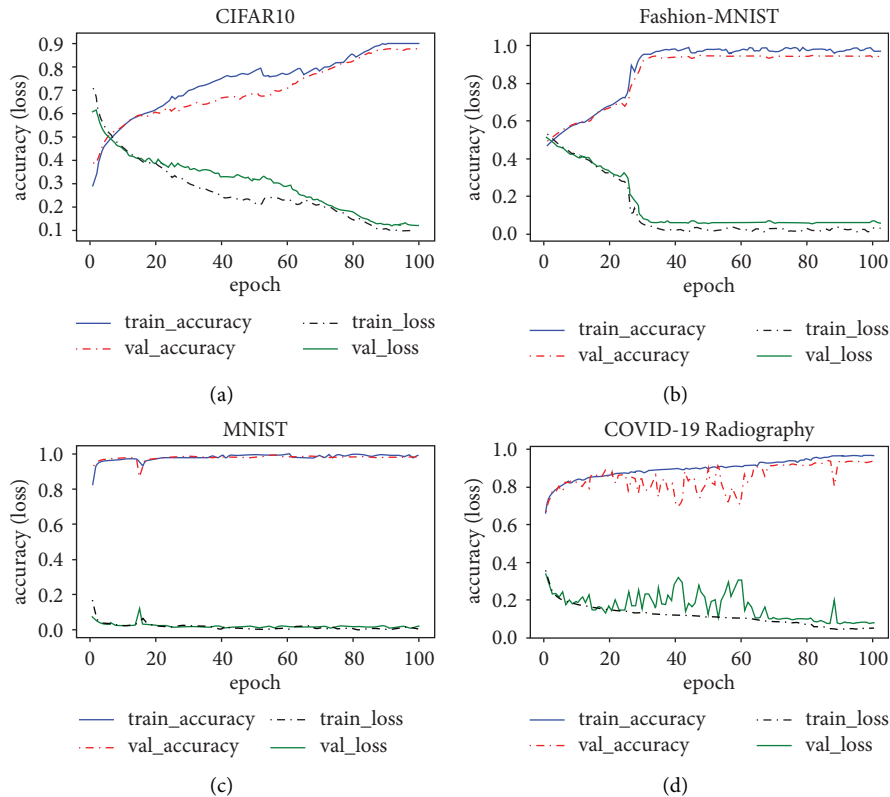 CIFAR10
accuracy (loss)
0.9
0.8
0.7
0.6
0.5
0.4
0.3
0.2
0.1
0 20 40 60 80 100
epoch
train_accuracy train_loss
val_accuracy val_loss
(a)
Fashion-MNIST
accuracy (loss)
1.0
0.8
0.6
0.4
0.2
0.0
0 20 40 60 80 100
epoch
train_accuracy train_loss
val_accuracy val_loss
(b)
MNIST
accuracy (loss)
1.0
0.8
0.6
0.4
0.2
0.0
0 20 40 60 80 100
epoch
train_accuracy train_loss
val_accuracy val_loss
(c)
COVID-19 Radiography
accuracy (loss)
1.0
0.8
0.6
0.4
0.2
0.0
0 20 40 60 80 100
epoch
train_accuracy train_loss
val_accuracy val_loss
(d)